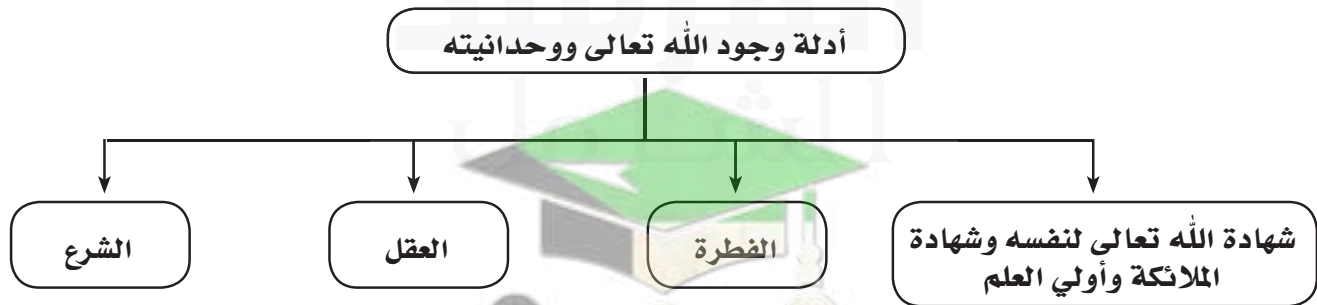 أدلة وجود الله تعالى ووحدانيته
شهادة الله تعالى لنفسه وشهادة
الملائكة وأولي العلم
الفطرة
العقل
الشرع